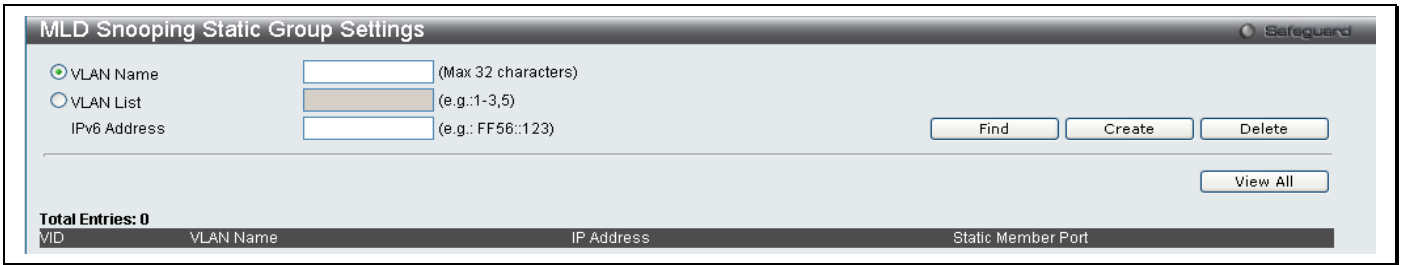 MLD Snooping Static Group Settings Safeguard
VLAN Name (Max 32 characters)
VLAN List (e.g.:1-3,5)
IPv6 Address (e.g.: FF56::123) Find Create Delete
View All
Total Entries: 0
VID VLAN Name IP Address Static Member Port